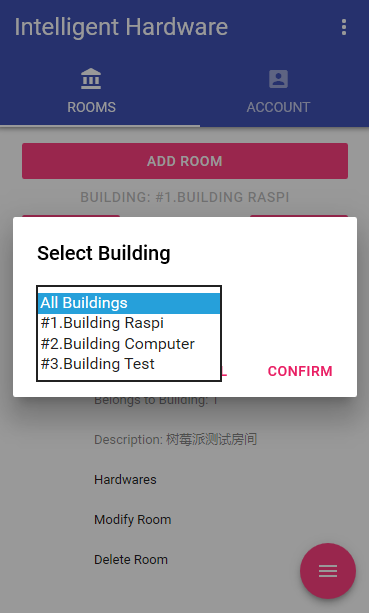 Intelligent Hardware
ROOMS
ACCOUNT
ADD ROOM
BUILDING: #1.BUILDING RASPI
Select Building
All Buildings
#1.Building Raspi
#2.Building Computer
#3.Building Test
CONFIRM
Belongs to Building: 1
Description: 树莓派测试房间
Hardwares
Modify Room
Delete Room